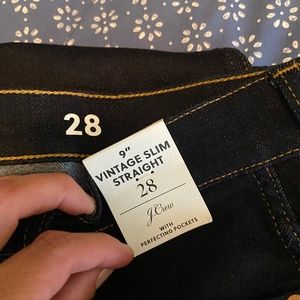 28
9"
VINTAGE SLIM
STRAIGHT
28
J.Crew
WITH
PERFECTING POCKETS